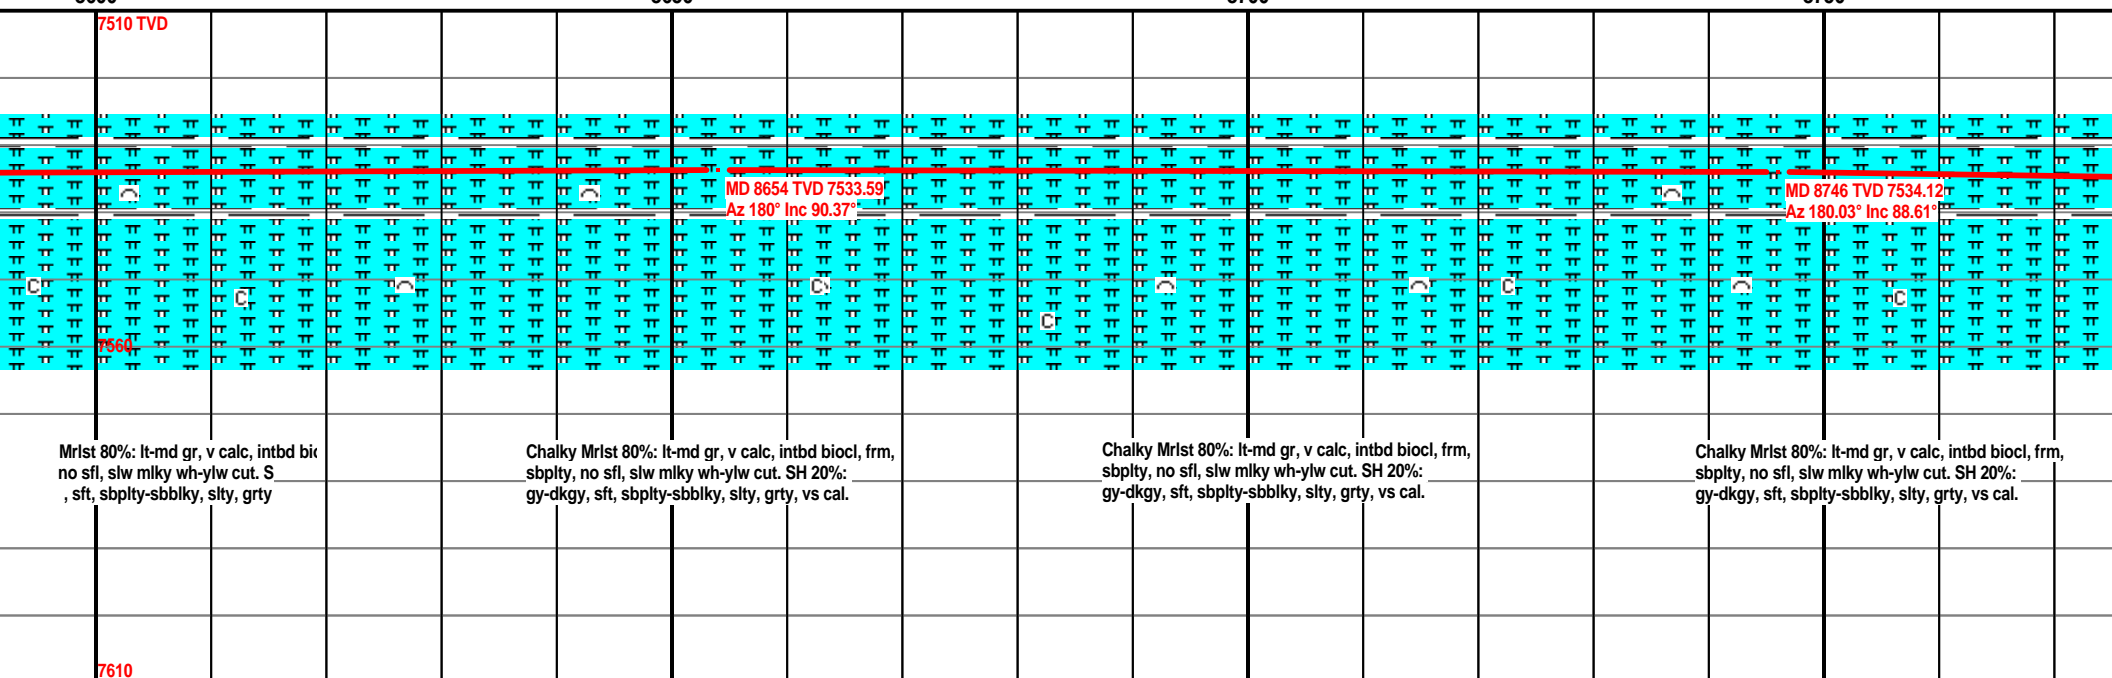 7510 TVD
MD 8654 TVD 7533.59
Az 180° Inc 90.37°
MD 8746 TVD 7534.12
Az 180.03° Inc 88.61°
C
C
C
C
C
C
7560
Mrlst 80%: lt-md gr, v calc, intbd bio
no sfl, slw mlky wh-ylw cut. S
, sft, sbplty-sbblky, slty, grty
Chalky Mrlst 80%: lt-md gr, v calc, intbd biocl, frm,
sbplty, no sfl, slw mlky wh-ylw cut. SH 20%:
gy-dkgy, sft, sbplty-sbblky, slty, grty, vs cal.
Chalky Mrlst 80%: lt-md gr, v calc, intbd biocl, frm,
sbplty, no sfl, slw mlky wh-ylw cut. SH 20%:
gy-dkgy, sft, sbplty-sbblky, slty, grty, vs cal.
Chalky Mrlst 80%: lt-md gr, v calc, intbd biocl, frm,
sbplty, no sfl, slw mlky wh-ylw cut. SH 20%:
gy-dkgy, sft, sbplty-sbblky, slty, grty, vs cal.
7610